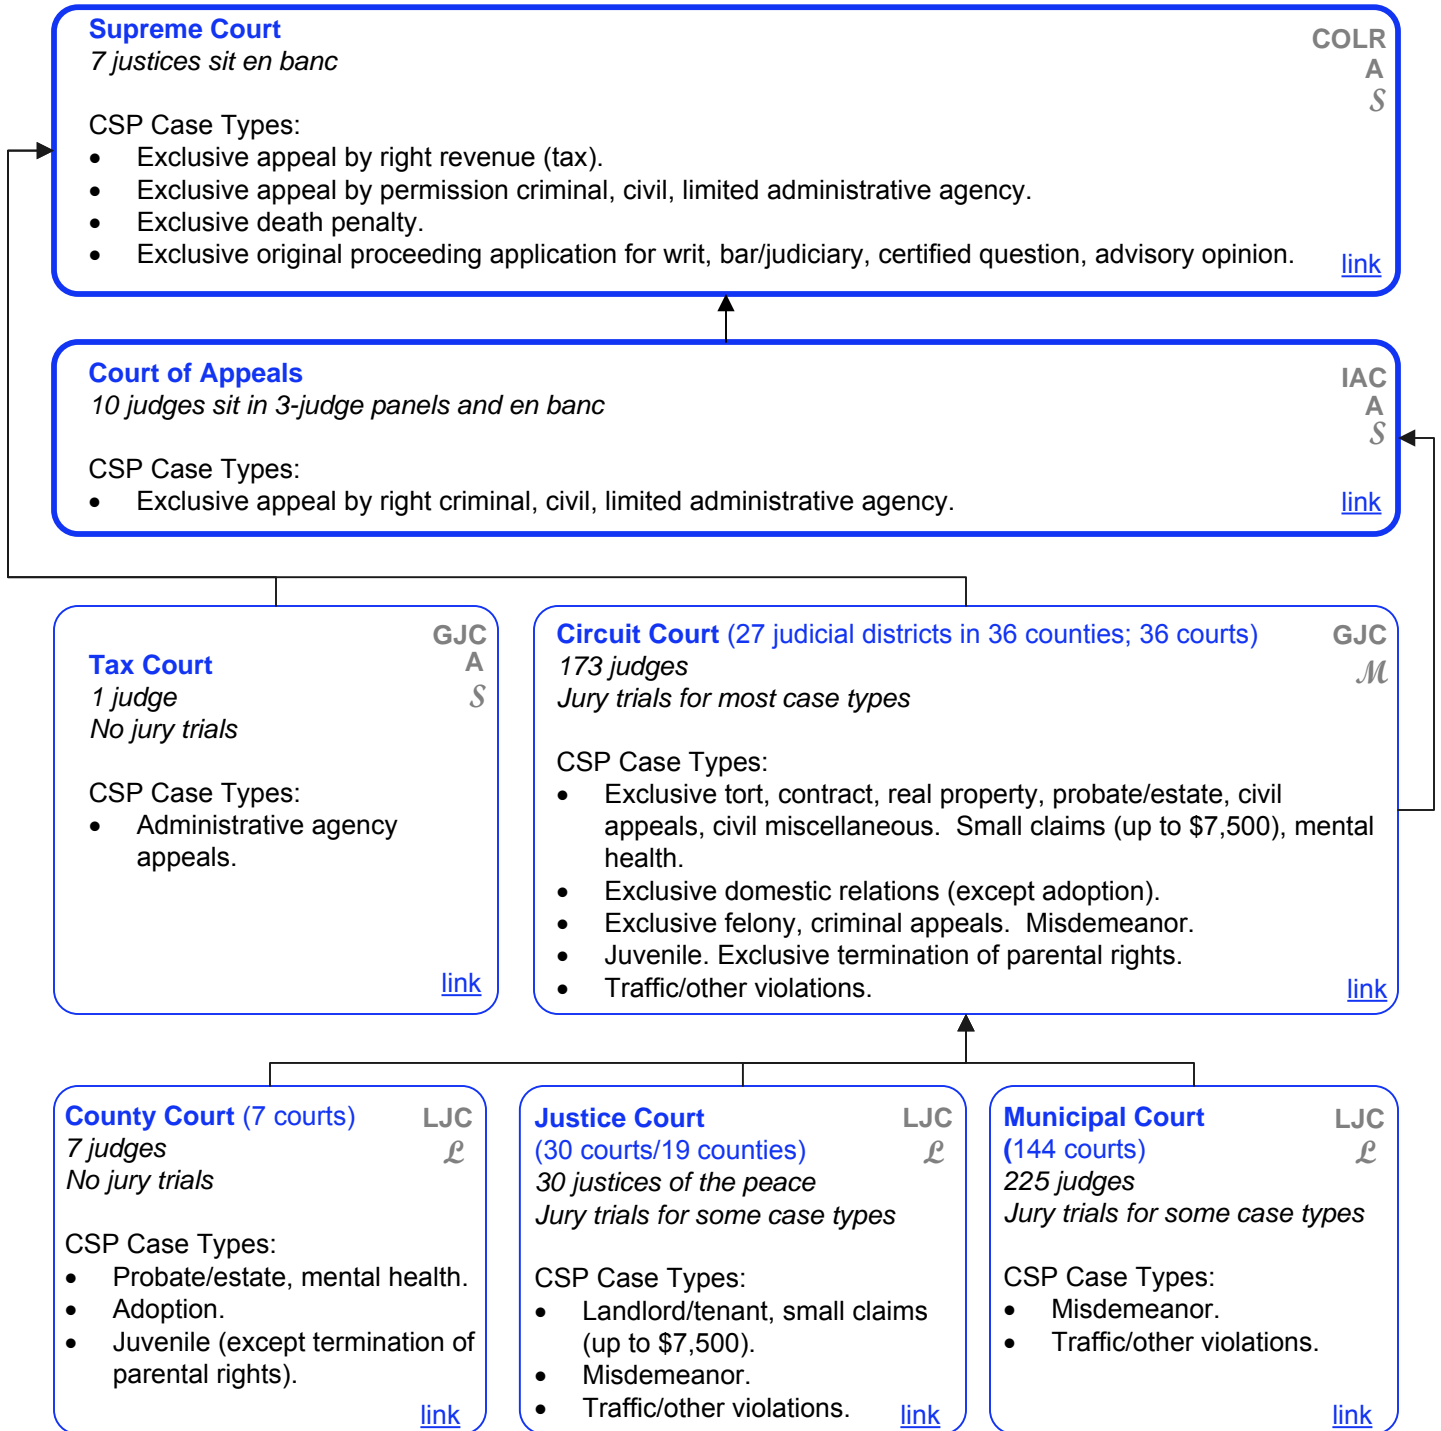 Supreme Court
COLR
7 justices sit en banc
A
S
CSP Case Types:
• Exclusive appeal by right revenue (tax).
• Exclusive appeal by permission criminal, civil, limited administrative agency.
• Exclusive death penalty.
• Exclusive original proceeding application for writ, bar/judiciary, certified question, advisory opinion.
link
Court of Appeals
IAC
10 judges sit in 3-judge panels and en banc
A
S
CSP Case Types:
• Exclusive appeal by right criminal, civil, limited administrative agency.
link
GJC
Tax Court
A
1 judge
S
No jury trials
CSP Case Types:
• Administrative agency
appeals.
link
Circuit Court (27 judicial districts in 36 counties; 36 courts)
GJC
173 judges
M
Jury trials for most case types
CSP Case Types:
• Exclusive tort, contract, real property, probate/estate, civil
appeals, civil miscellaneous. Small claims (up to $7,500), mental
health.
• Exclusive domestic relations (except adoption).
• Exclusive felony, criminal appeals. Misdemeanor.
• Juvenile. Exclusive termination of parental rights.
• Traffic/other violations.
link
County Court (7 courts)
LJC
7 judges
L
No jury trials
CSP Case Types:
• Probate/estate, mental health.
• Adoption.
• Juvenile (except termination of
parental rights).
link
Justice Court
LJC
(30 courts/19 counties)
L
30 justices of the peace
Jury trials for some case types
CSP Case Types:
• Landlord/tenant, small claims
(up to $7,500).
• Misdemeanor.
• Traffic/other violations.
link
Municipal Court
LJC
(144 courts)
L
225 judges
Jury trials for some case types
CSP Case Types:
• Misdemeanor.
• Traffic/other violations.
link